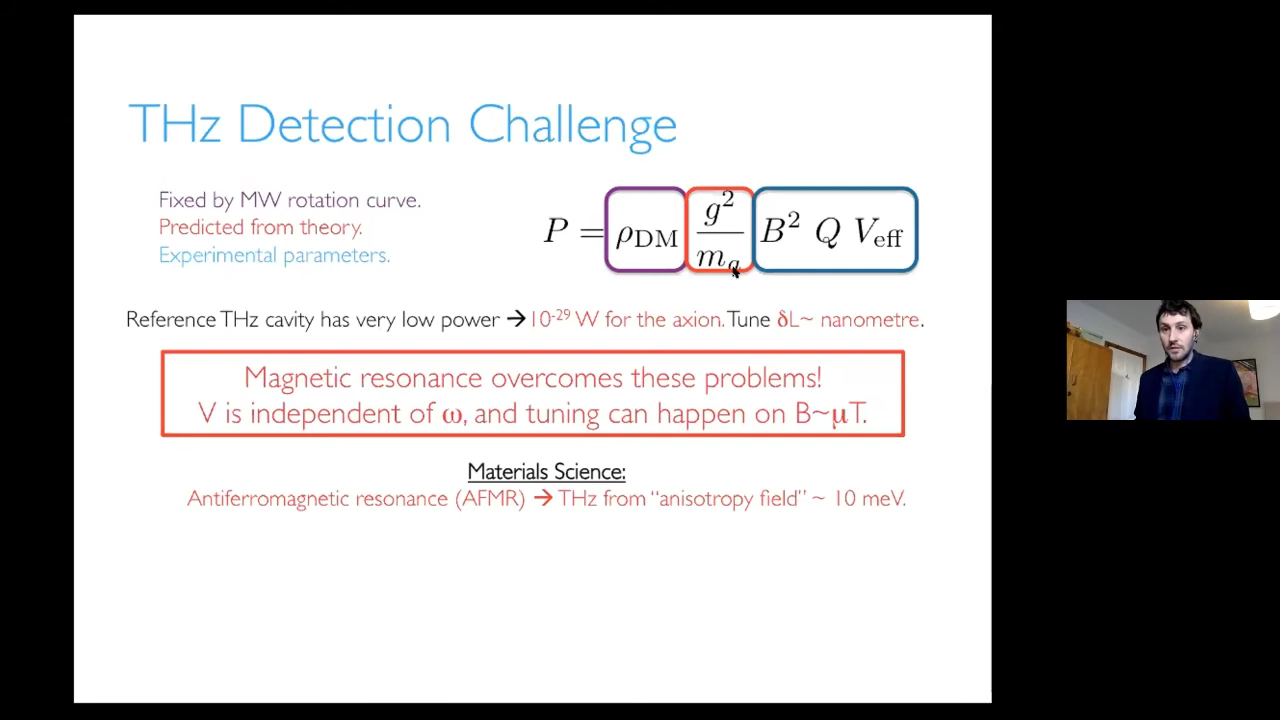 THz Detection Challenge
Fixed by MW rotation curve.
Predicted from theory.
Experimental parameters.
P = ρ_DM g²/m_a B² Q V_eff
Reference THz cavity has very low power → 10⁻²⁹ W for the axion. Tune δL~ nanometre.
Magnetic resonance overcomes these problems!
V is independent of ω, and tuning can happen on B~μT.
Materials Science:
Antiferromagnetic resonance (AFMR) → THz from “anisotropy field” ~ 10 meV.